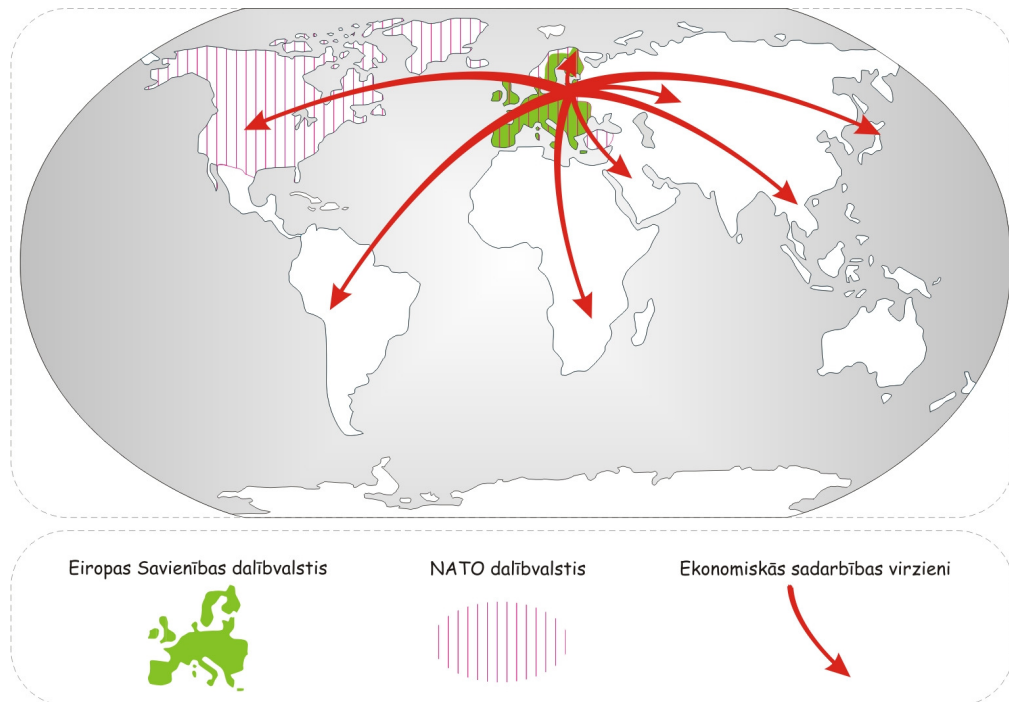 Eiropas Savienības dalībvalstis
NATO dalībvalstis
Ekonomiskās sadarbības virzieni